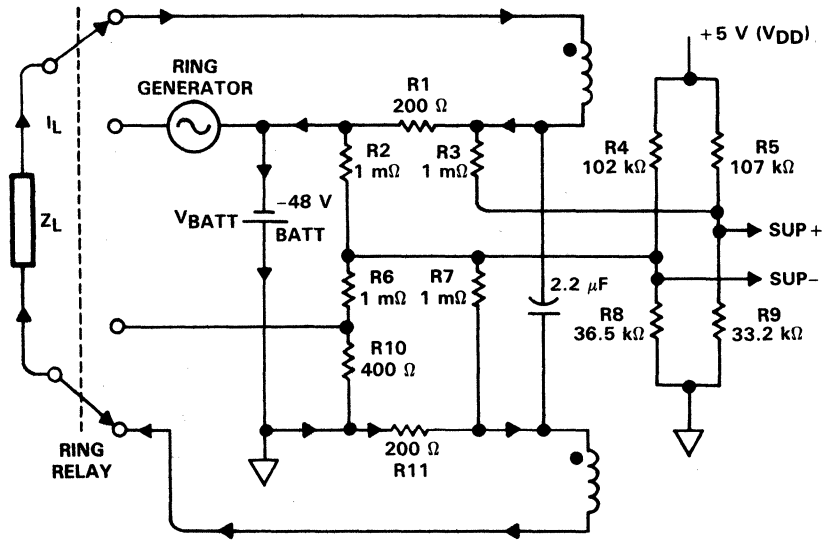 +5 V (VDD)
RING
GENERATOR
R1
200 Ω
IL
R2
1 mΩ
R3
1 mΩ
R4
102 kΩ
R5
107 kΩ
ZL
–48 V
VBATT
BATT
SUP+
SUP–
R6
1 mΩ
R7
1 mΩ
2.2 μF
R8
36.5 kΩ
R9
33.2 kΩ
R10
400 Ω
200 Ω
R11
RING
RELAY